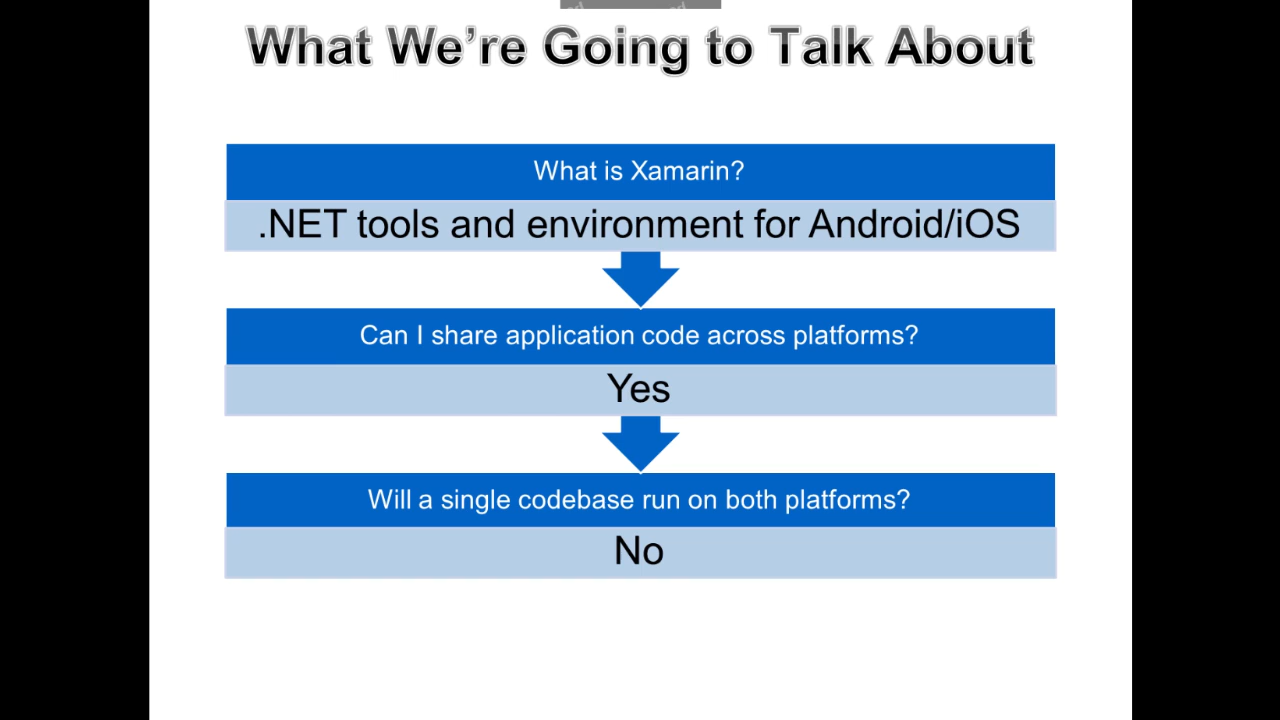 What We’re Going to Talk About
What is Xamarin?
.NET tools and environment for Android/iOS
Can I share application code across platforms?
Yes
Will a single codebase run on both platforms?
No